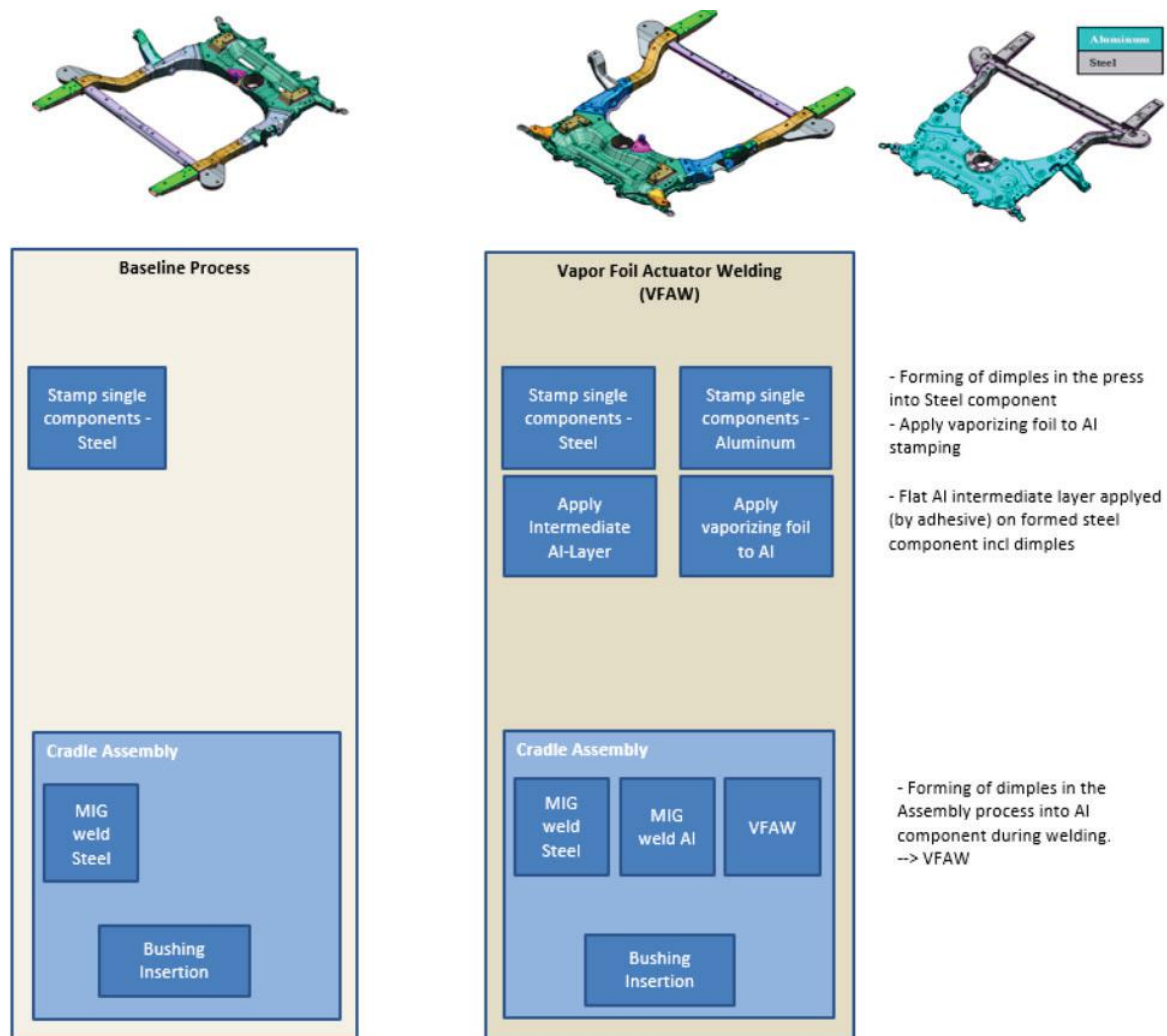 Aluminum
Steel
Baseline Process
Stamp single
components -
Steel
Cradle Assembly
MIG
weld
Steel
Bushing
Insertion
Vapor Foil Actuator Welding
(VFAW)
Stamp single
components -
Steel
Stamp single
components -
Aluminum
Apply
Intermediate
Al-Layer
Apply
vaporizing foil
to Al
Cradle Assembly
MIG
weld
Steel
MIG
weld Al
VFAW
Bushing
Insertion
- Forming of dimples in the press
into Steel component
- Apply vaporizing foil to Al
stamping
- Flat Al intermediate layer applyed
(by adhesive) on formed steel
component incl dimples
- Forming of dimples in the
Assembly process into Al
component during welding.
--> VFAW